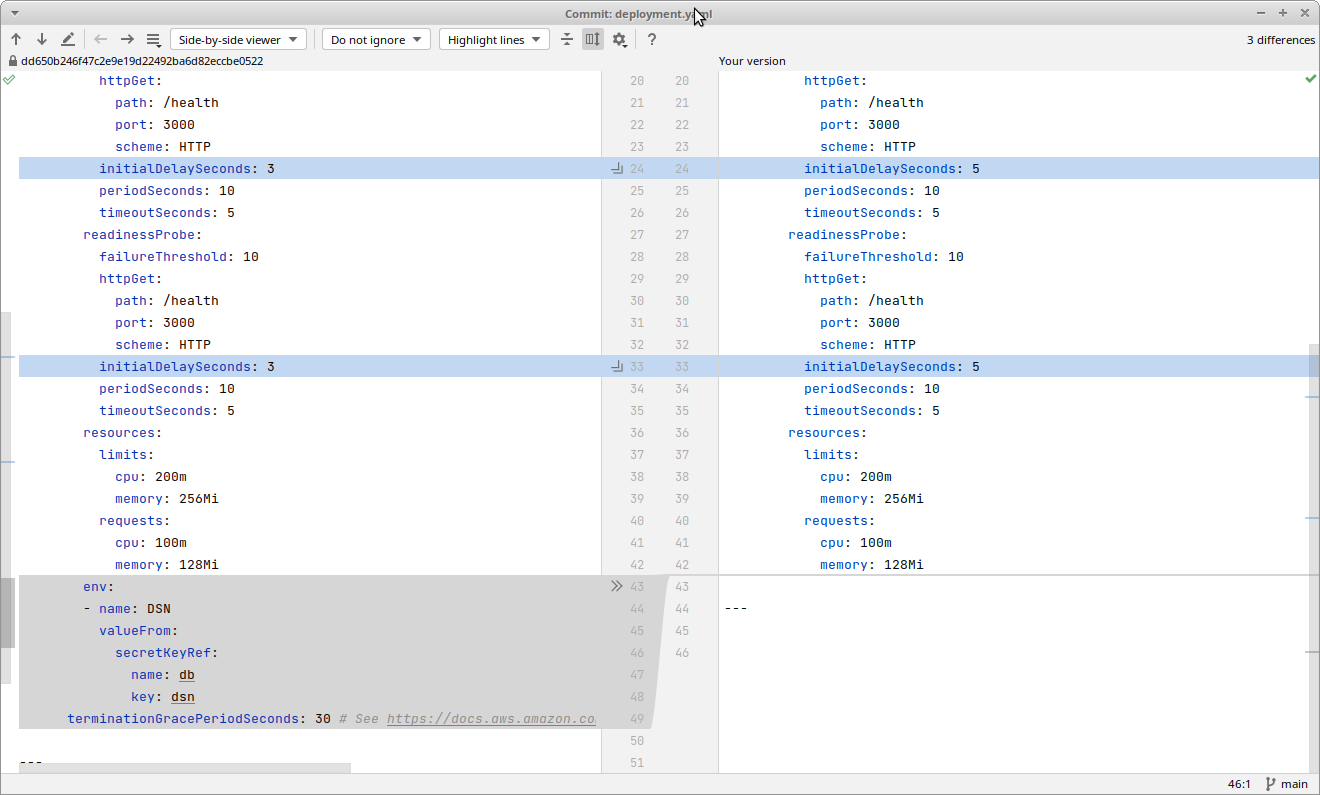 Commit: deployment.yaml
Side-by-side viewer Do not ignore Highlight lines ? 3 differences
dd650b246f47c2e9e19d22492ba6d82eccbe0522 Your version
httpGet: 20 20 httpGet:
path: /health 21 21 path: /health
port: 3000 22 22 port: 3000
scheme: HTTP 23 23 scheme: HTTP
initialDelaySeconds: 3 24 24 initialDelaySeconds: 5
periodSeconds: 10 25 25 periodSeconds: 10
timeoutSeconds: 5 26 26 timeoutSeconds: 5
readinessProbe: 27 27 readinessProbe:
failureThreshold: 10 28 28 failureThreshold: 10
httpGet: 29 29 httpGet:
path: /health 30 30 path: /health
port: 3000 31 31 port: 3000
scheme: HTTP 32 32 scheme: HTTP
initialDelaySeconds: 3 33 33 initialDelaySeconds: 5
periodSeconds: 10 34 34 periodSeconds: 10
timeoutSeconds: 5 35 35 timeoutSeconds: 5
resources: 36 36 resources:
limits: 37 37 limits:
cpu: 200m 38 38 cpu: 200m
memory: 256Mi 39 39 memory: 256Mi
requests: 40 40 requests:
cpu: 100m 41 41 cpu: 100m
memory: 128Mi 42 42 memory: 128Mi
env: 43 43
- name: DSN 44 44 ---
valueFrom: 45 45
secretKeyRef: 46 46
name: db 47
key: dsn 48
terminationGracePeriodSeconds: 30 # See https://docs.aws.amazon.co 49
50
--- 51
46:1 main